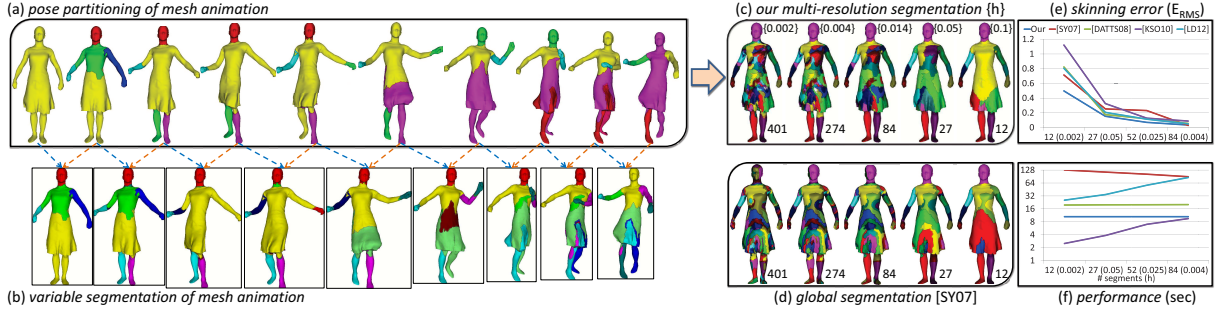 (a) pose partitioning of mesh animation
(b) variable segmentation of mesh animation
(c) our multi-resolution segmentation {h}
{0.002} {0.004} {0.014} {0.05} {0.1}
401 274 84 27 12
401 274 84 27 12
(d) global segmentation [SY07]
(e) skinning error (ERMS)
Our [SY07] [DATTS08] [KSO10] [LD12]
1.2
1
0.8
0.6
0.4
0.2
0
12 (0.002) 27 (0.05) 52 (0.025) 84 (0.004)
128
64
32
16
8
4
2
1
12 (0.002) 27 (0.05) 52 (0.025) 84 (0.004)
# segments (h)
(f) performance (sec)